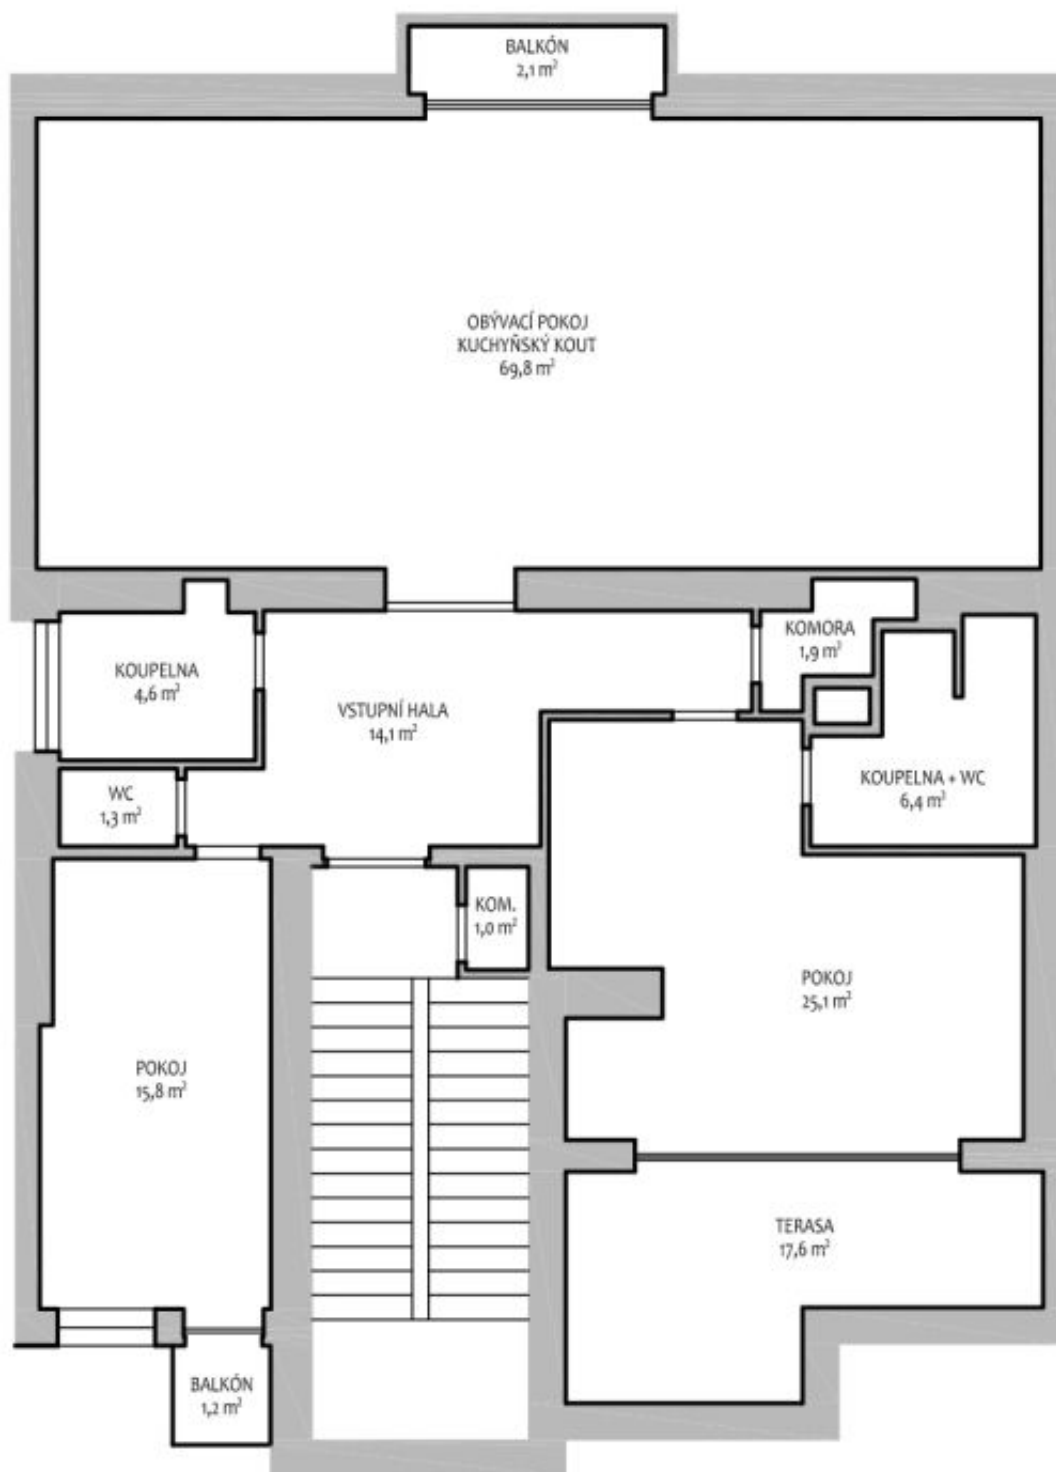 BALKÓN
2,1 m²
OBÝVACÍ POKOJ
KUCHYŇSKÝ KOUT
69,8 m²
KOUPELNA
4,6 m²
VSTUPNÍ HALA
14,1 m²
KOMORA
1,9 m²
WC
1,3 m²
KOUPELNA + WC
6,4 m²
KOM.
1,0 m²
POKOJ
25,1 m²
POKOJ
15,8 m²
TERASA
17,6 m²
BALKÓN
1,2 m²